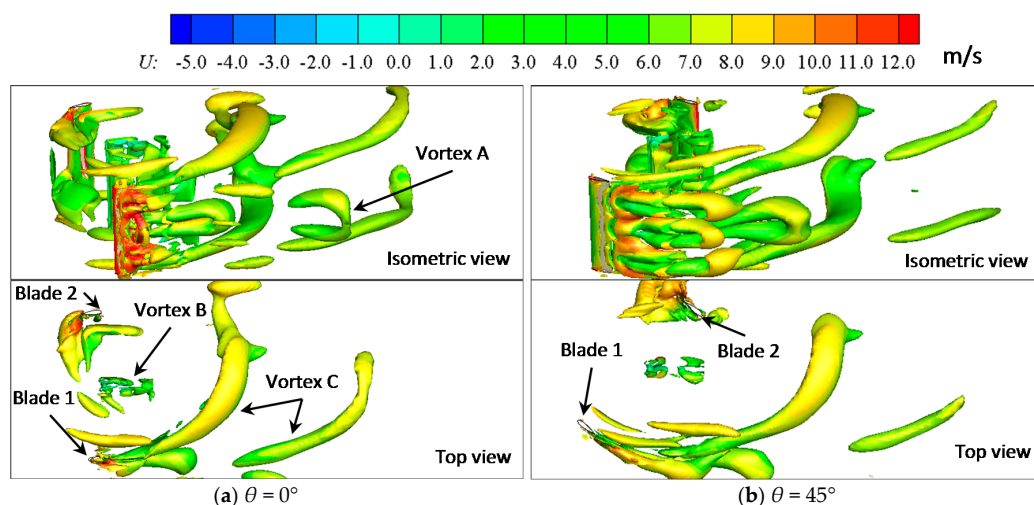 U: -5.0 -4.0 -3.0 -2.0 -1.0 0.0 1.0 2.0 3.0 4.0 5.0 6.0 7.0 8.0 9.0 10.0 11.0 12.0 m/s
Vortex A
Isometric view
Isometric view
Blade 2
Vortex B
Blade 1
Vortex C
Top view
Blade 1
Blade 2
Top view
(a) θ = 0°
(b) θ = 45°